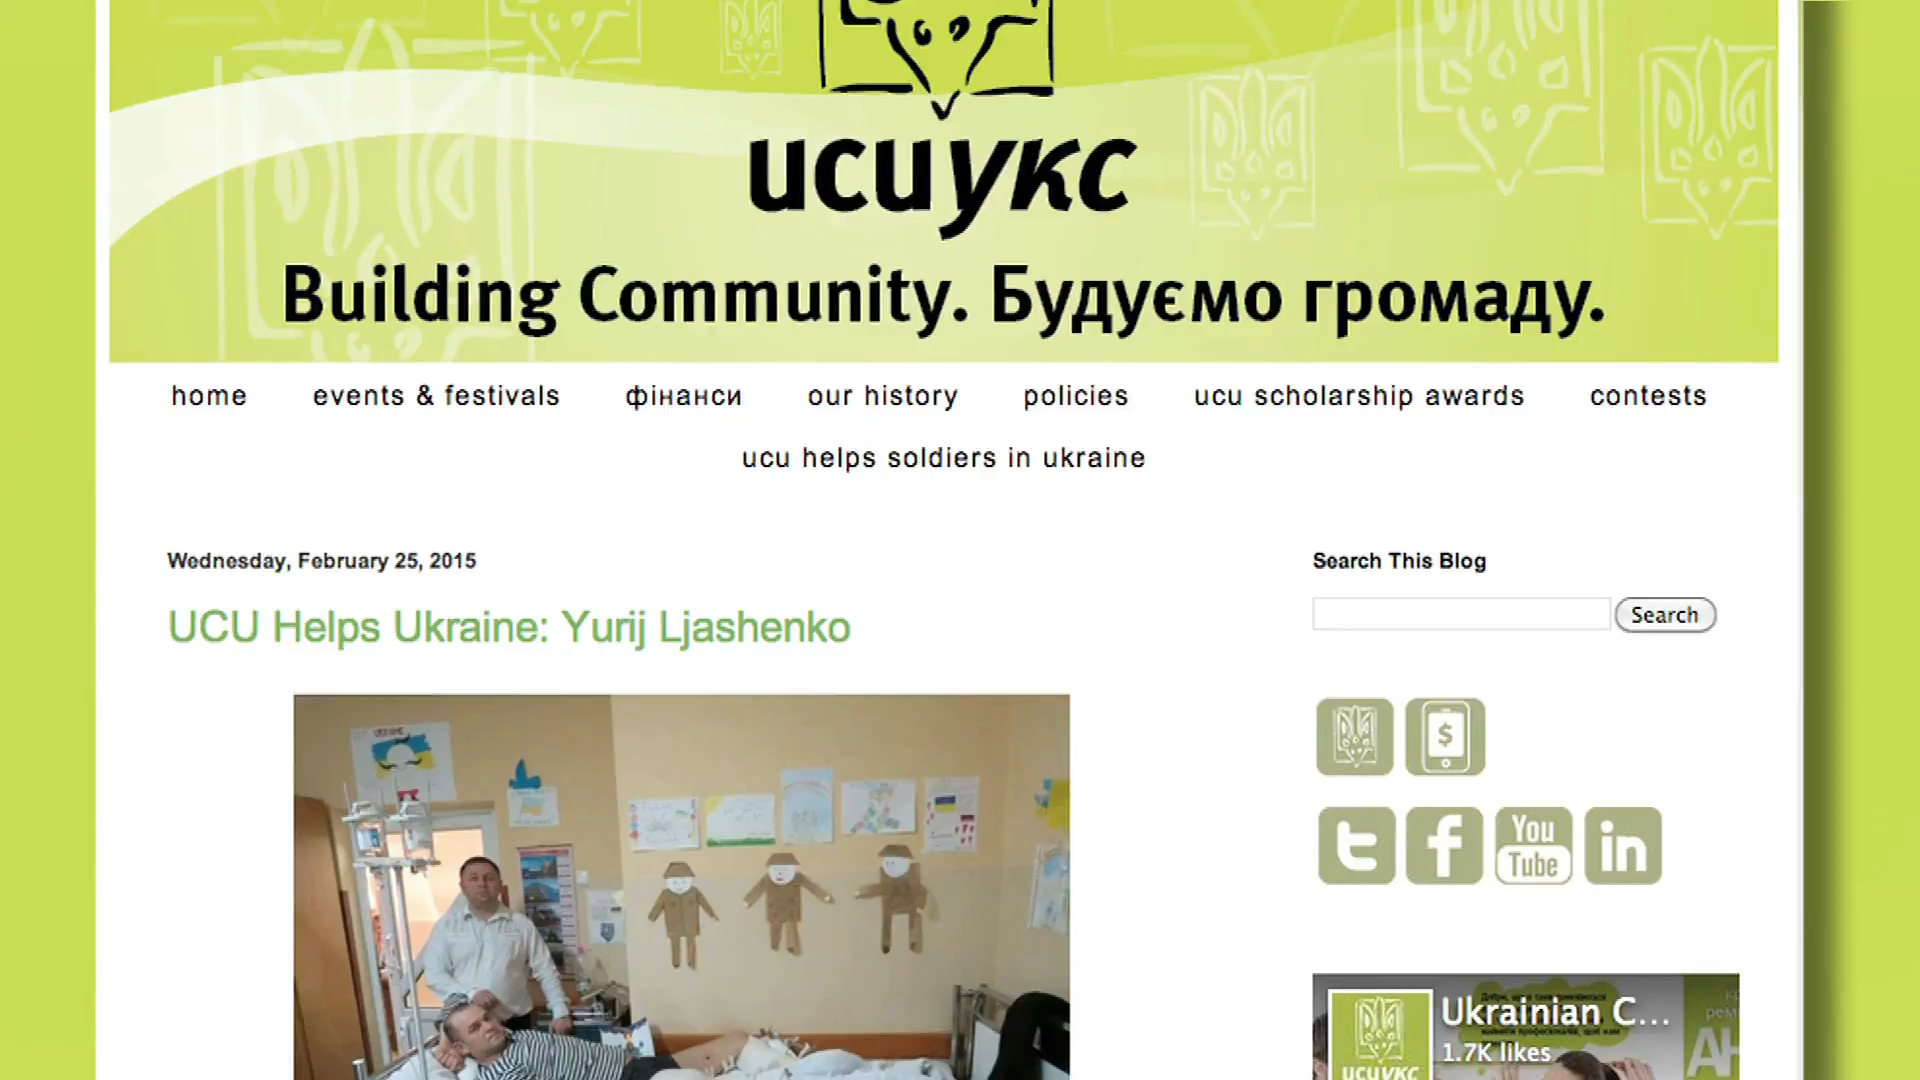 ucuукс
Building Community. Будуємо громаду.
home events & festivals фінанси our history policies ucu scholarship awards contests
ucu helps soldiers in ukraine
Wednesday, February 25, 2015
UCU Helps Ukraine: Yurij Ljashenko
Search This Blog
Search
$
You
Tube
in
Ukrainian C...
1.7K likes
ucuукс